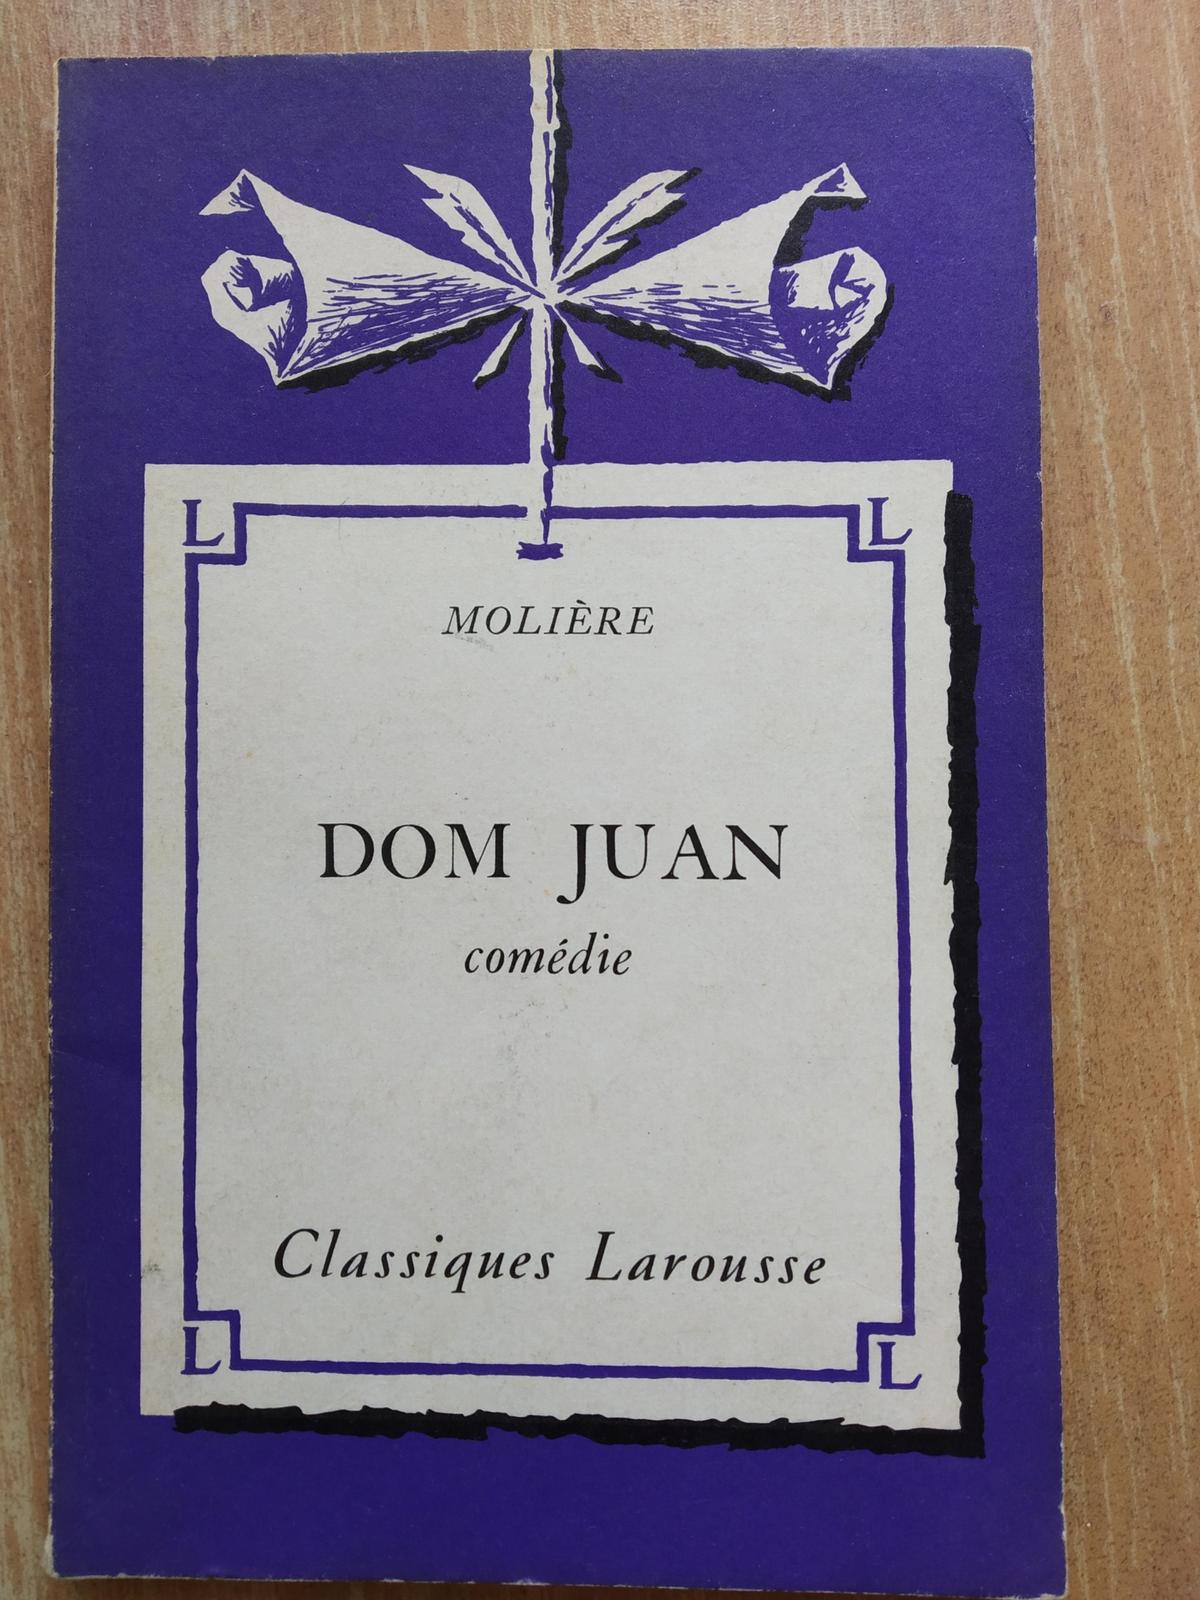 L L
MOLIÈRE
DOM JUAN
comédie
Classiques Larousse
L L